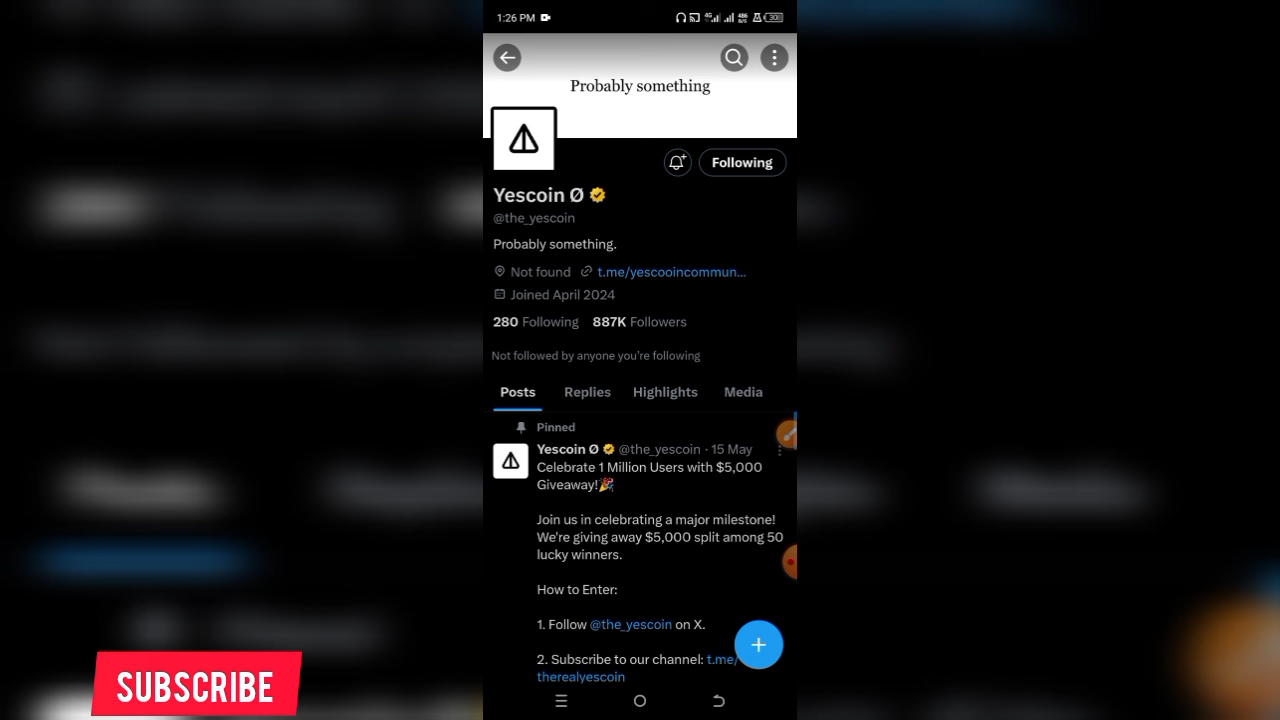 1:26 PM
4G
486
B/S
30
Probably something
Following
Yescoin Ø
@the_yescoin
Probably something.
Not found t.me/yescooincommun...
Joined April 2024
280 Following 887K Followers
Not followed by anyone you're following
Posts Replies Highlights Media
Pinned
Yescoin Ø @the_yescoin · 15 May
Celebrate 1 Million Users with $5,000
Giveaway!🎉
Join us in celebrating a major milestone!
We're giving away $5,000 split among 50
lucky winners.
How to Enter:
1. Follow @the_yescoin on X.
2. Subscribe to our channel: t.me/
therealyescoin
SUBSCRIBE